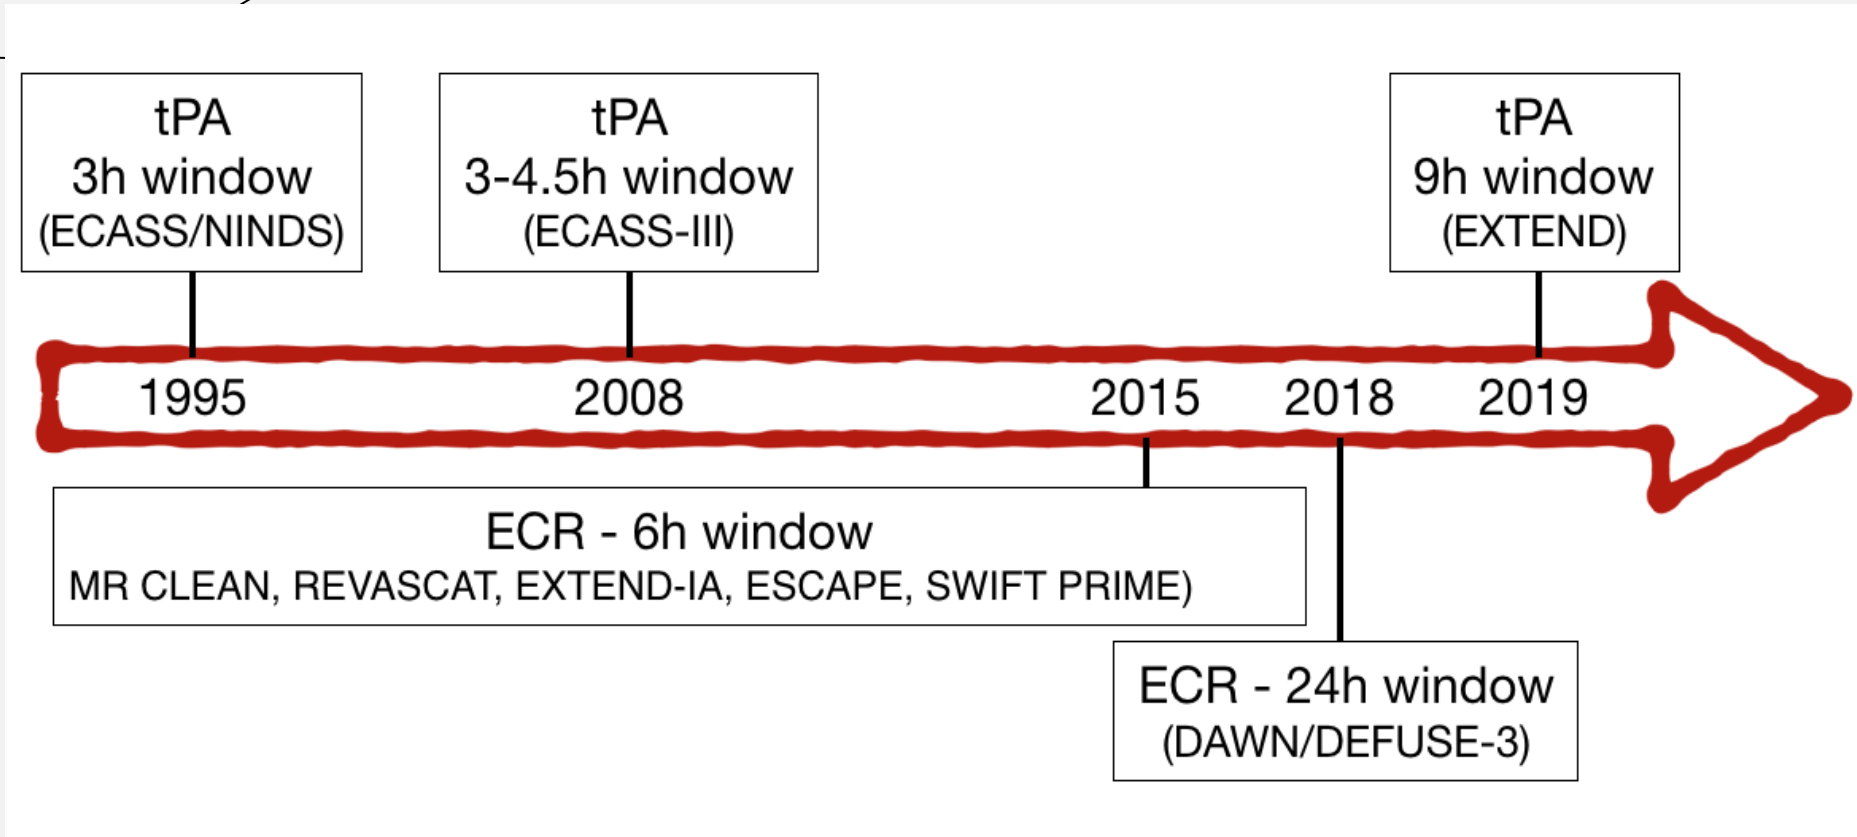 tPA
3h window
(ECASS/NINDS)
tPA
3-4.5h window
(ECASS-III)
tPA
9h window
(EXTEND)
1995
2008
2015
2018
2019
ECR - 6h window
MR CLEAN, REVASCAT, EXTEND-IA, ESCAPE, SWIFT PRIME)
ECR - 24h window
(DAWN/DEFUSE-3)